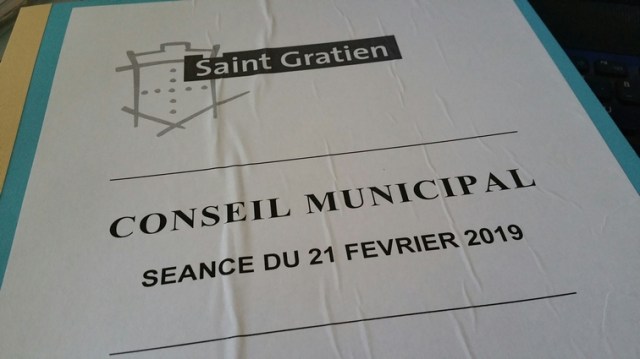 Saint Gratien
CONSEIL MUNICIPAL
SEANCE DU 21 FEVRIER 2019